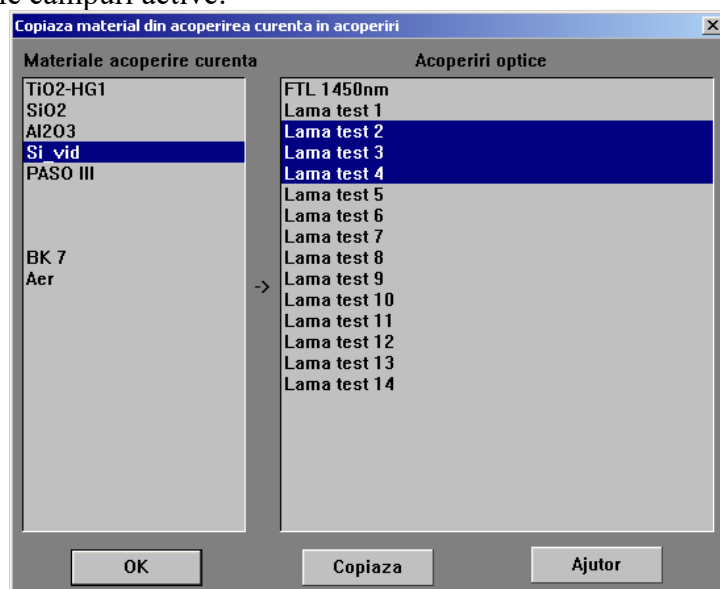 ne campuri active.
Copiaza material din acoperirea curenta in acoperiri
Materiale acoperire curenta
Acoperiri optice
TiO2-HG1
SiO2
Al2O3
Si_vid
PASO III
BK 7
Aer
->
FTL 1450nm
Lama test 1
Lama test 2
Lama test 3
Lama test 4
Lama test 5
Lama test 6
Lama test 7
Lama test 8
Lama test 9
Lama test 10
Lama test 11
Lama test 12
Lama test 13
Lama test 14
OK
Copiaza
Ajutor